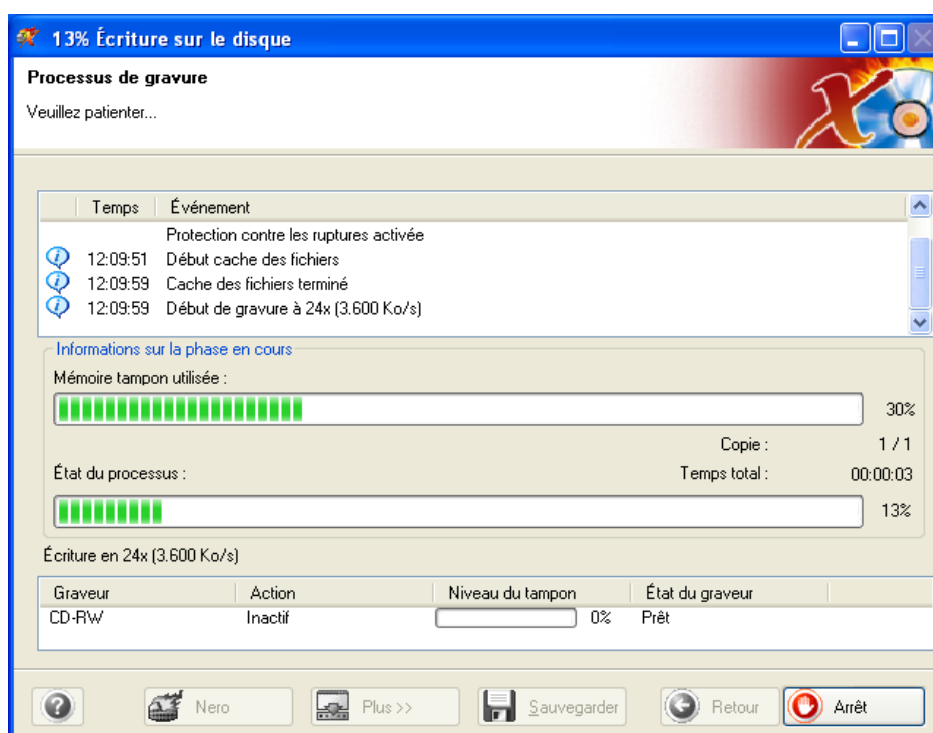 13% Écriture sur le disque
Processus de gravure
Veuillez patienter...
Temps Événement
Protection contre les ruptures activée
12:09:51 Début cache des fichiers
12:09:59 Cache des fichiers terminé
12:09:59 Début de gravure à 24x (3.600 Ko/s)
Informations sur la phase en cours
Mémoire tampon utilisée :
30%
Copie : 1 / 1
État du processus : Temps total : 00:00:03
13%
Écriture en 24x (3.600 Ko/s)
Graveur Action Niveau du tampon État du graveur
CD-RW Inactif 0% Prêt
Nero Plus >> Sauvegarder Retour Arrêt